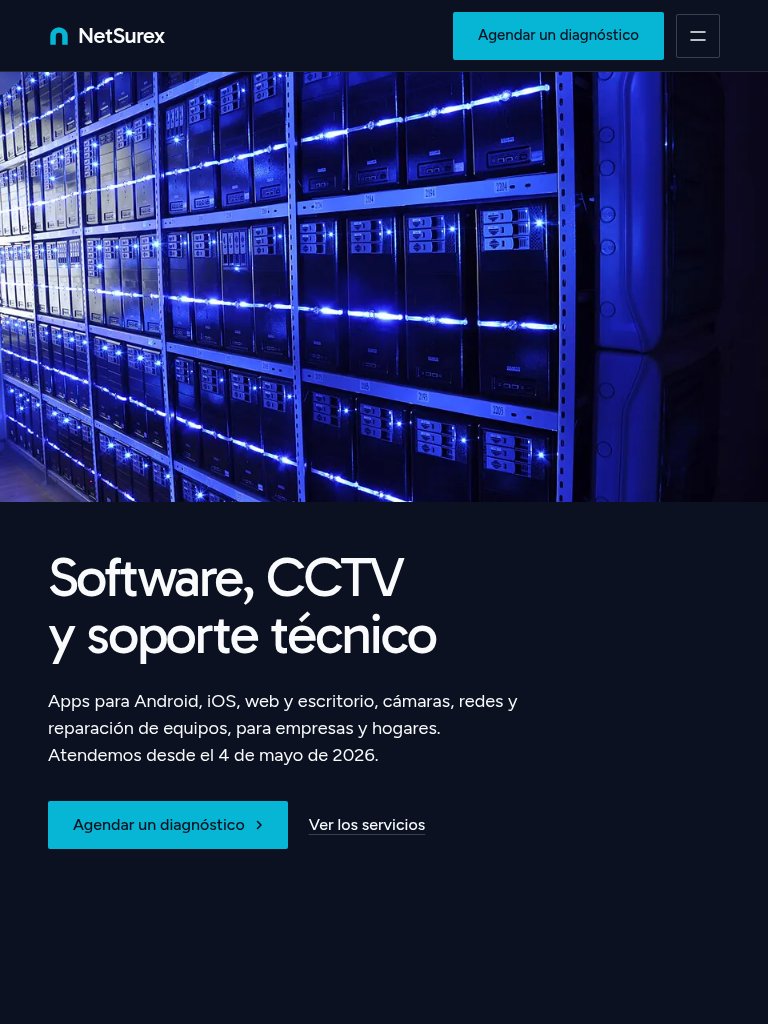 NetSurex
Agendar un diagnóstico
Software, CCTV
y soporte técnico
Apps para Android, iOS, web y escritorio, cámaras, redes y
reparación de equipos, para empresas y hogares.
Atendemos desde el 4 de mayo de 2026.
Agendar un diagnóstico
Ver los servicios